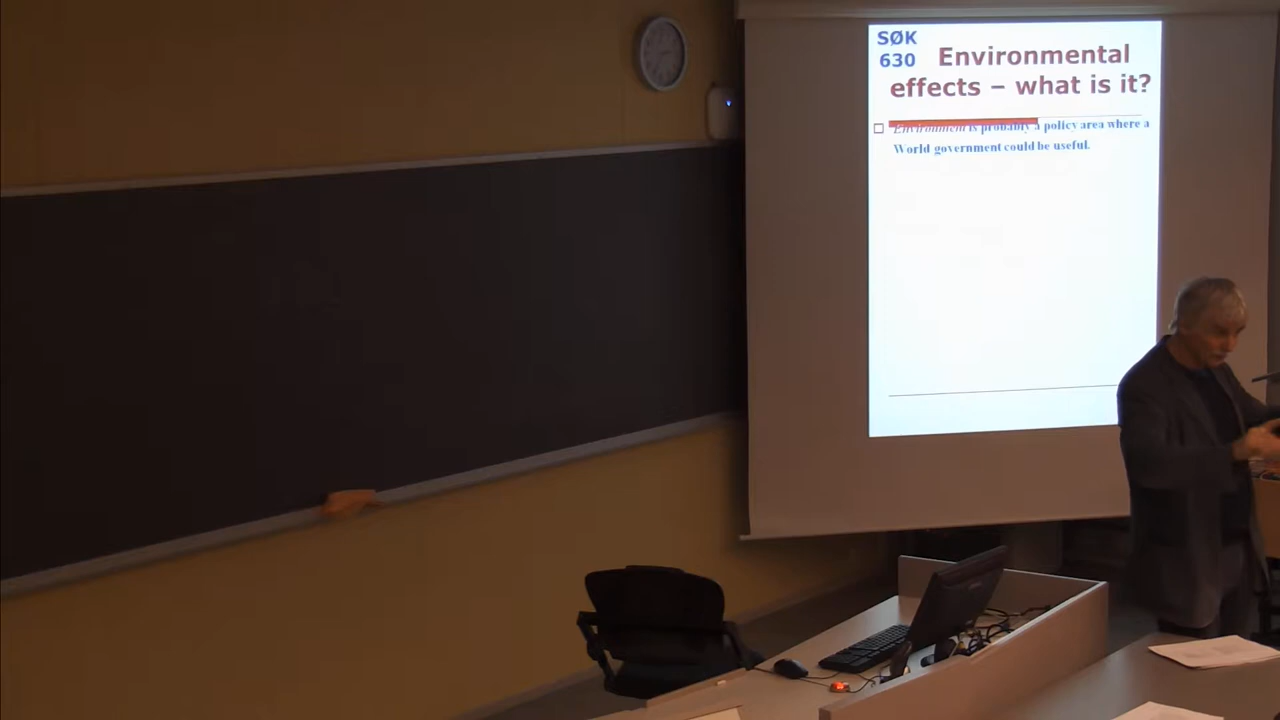 SØK
630
Environmental
effects – what is it?
Environment is probably a policy area where a
World government could be useful.